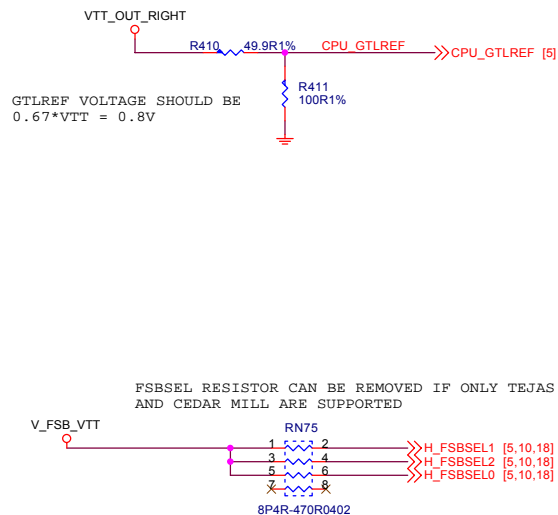 VTT_OUT_RIGHT
R410 49.9R1% CPU_GTLREF CPU_GTLREF [5]
R411
100R1%
GTLREF VOLTAGE SHOULD BE
0.67*VTT = 0.8V
FSBSEL RESISTOR CAN BE REMOVED IF ONLY TEJAS
AND CEDAR MILL ARE SUPPORTED
V_FSB_VTT
RN75
1 2 H_FSBSEL1 [5,10,18]
3 4 H_FSBSEL2 [5,10,18]
5 6 H_FSBSEL0 [5,10,18]
7 8
8P4R-470R0402